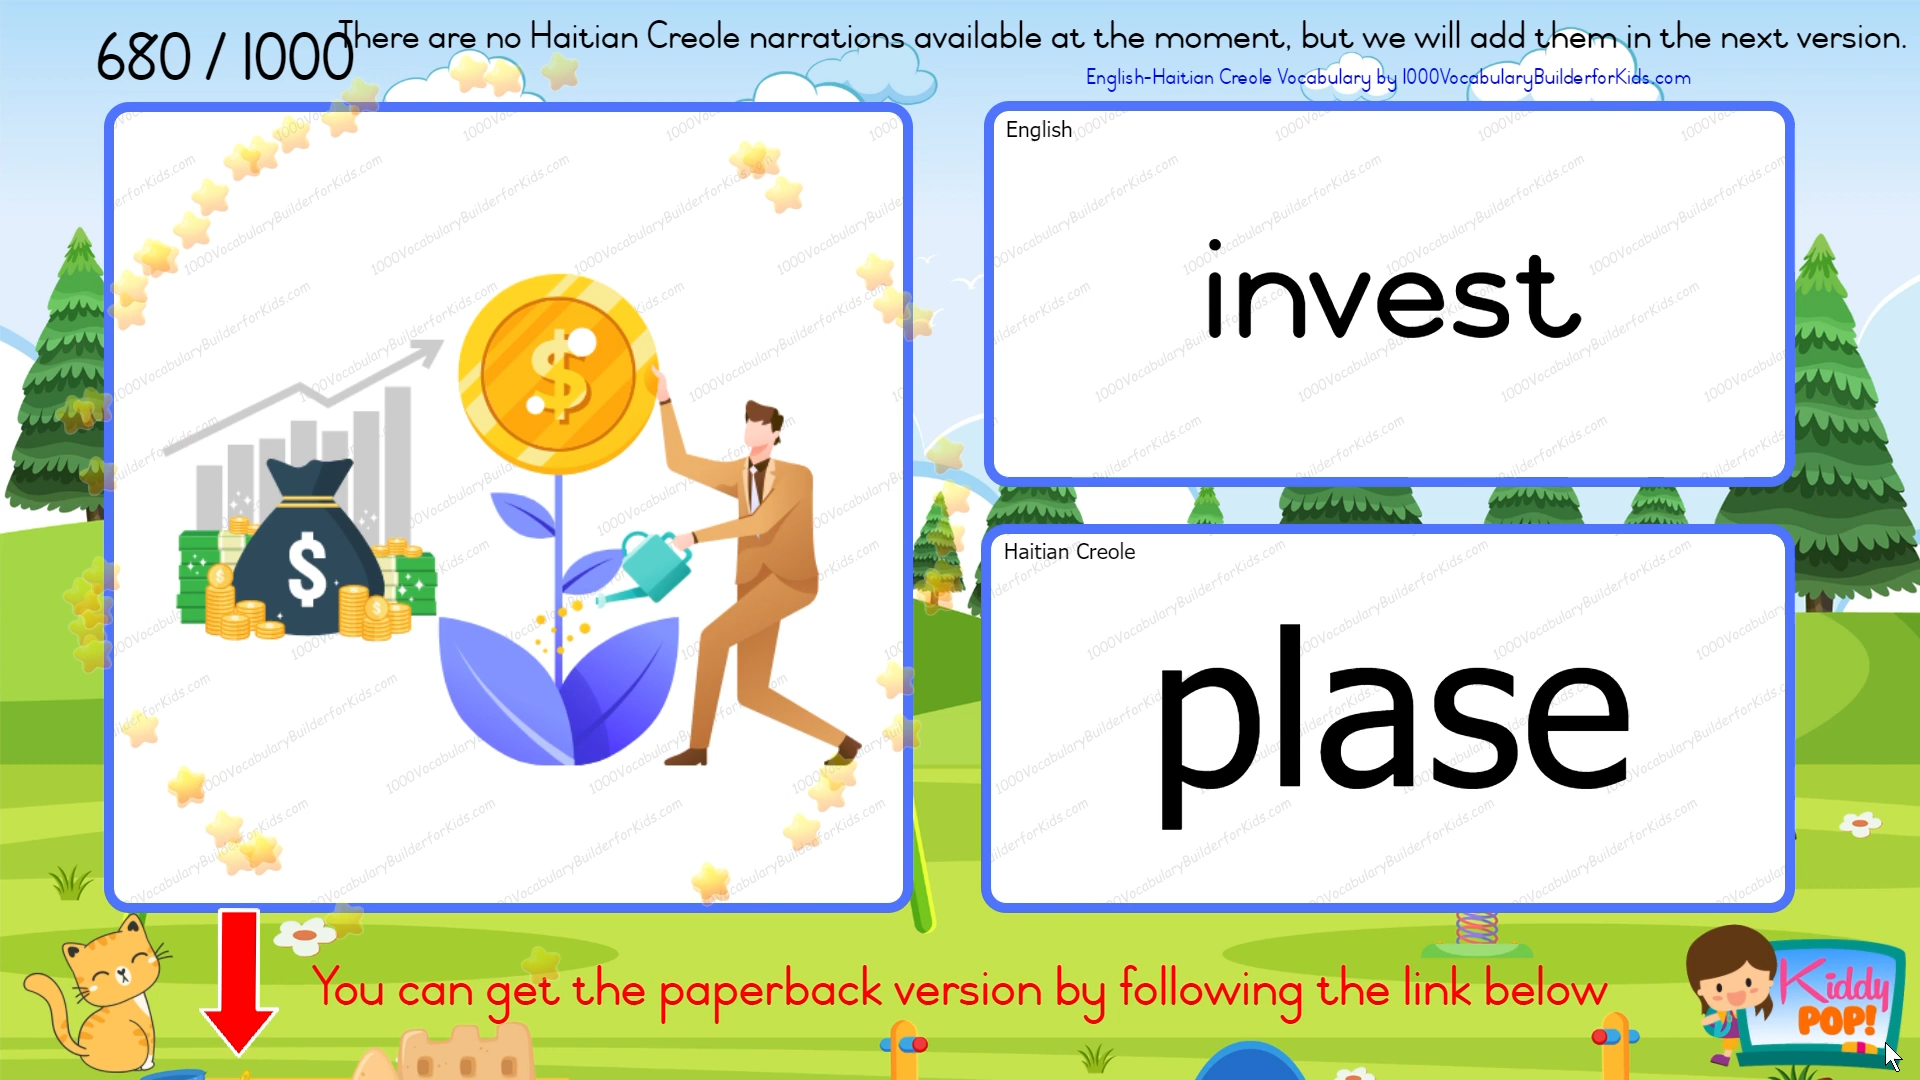 680 / 1000
There are no Haitian Creole narrations available at the moment, but we will add them in the next version.
English-Haitian Creole Vocabulary by 1000VocabularyBuilderforKids.com
English
invest
Haitian Creole
plase
$
$
You can get the paperback version by following the link below
Kiddy
POP!
1000VocabularyBuilderforKids.com